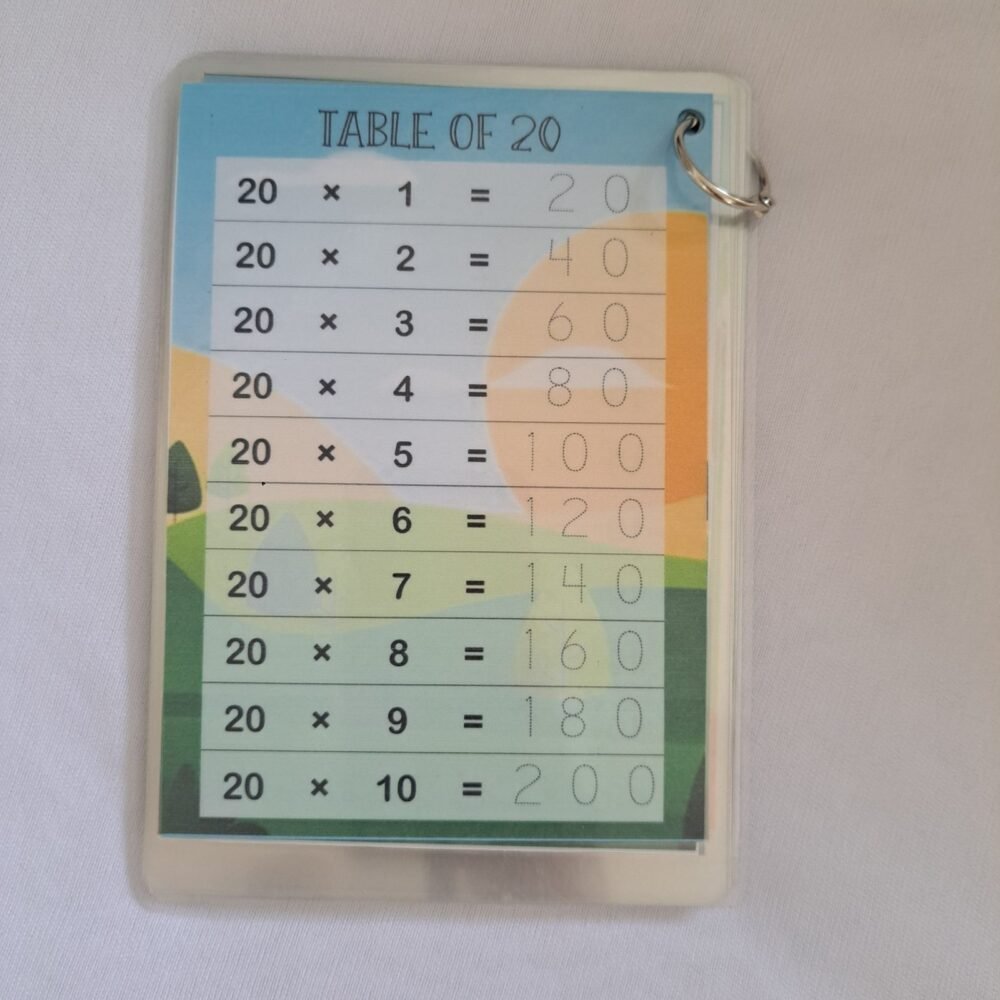 TABLE OF 20
20 × 1 = 20
20 × 2 = 40
20 × 3 = 60
20 × 4 = 80
20 × 5 = 100
20 × 6 = 120
20 × 7 = 140
20 × 8 = 160
20 × 9 = 180
20 × 10 = 200